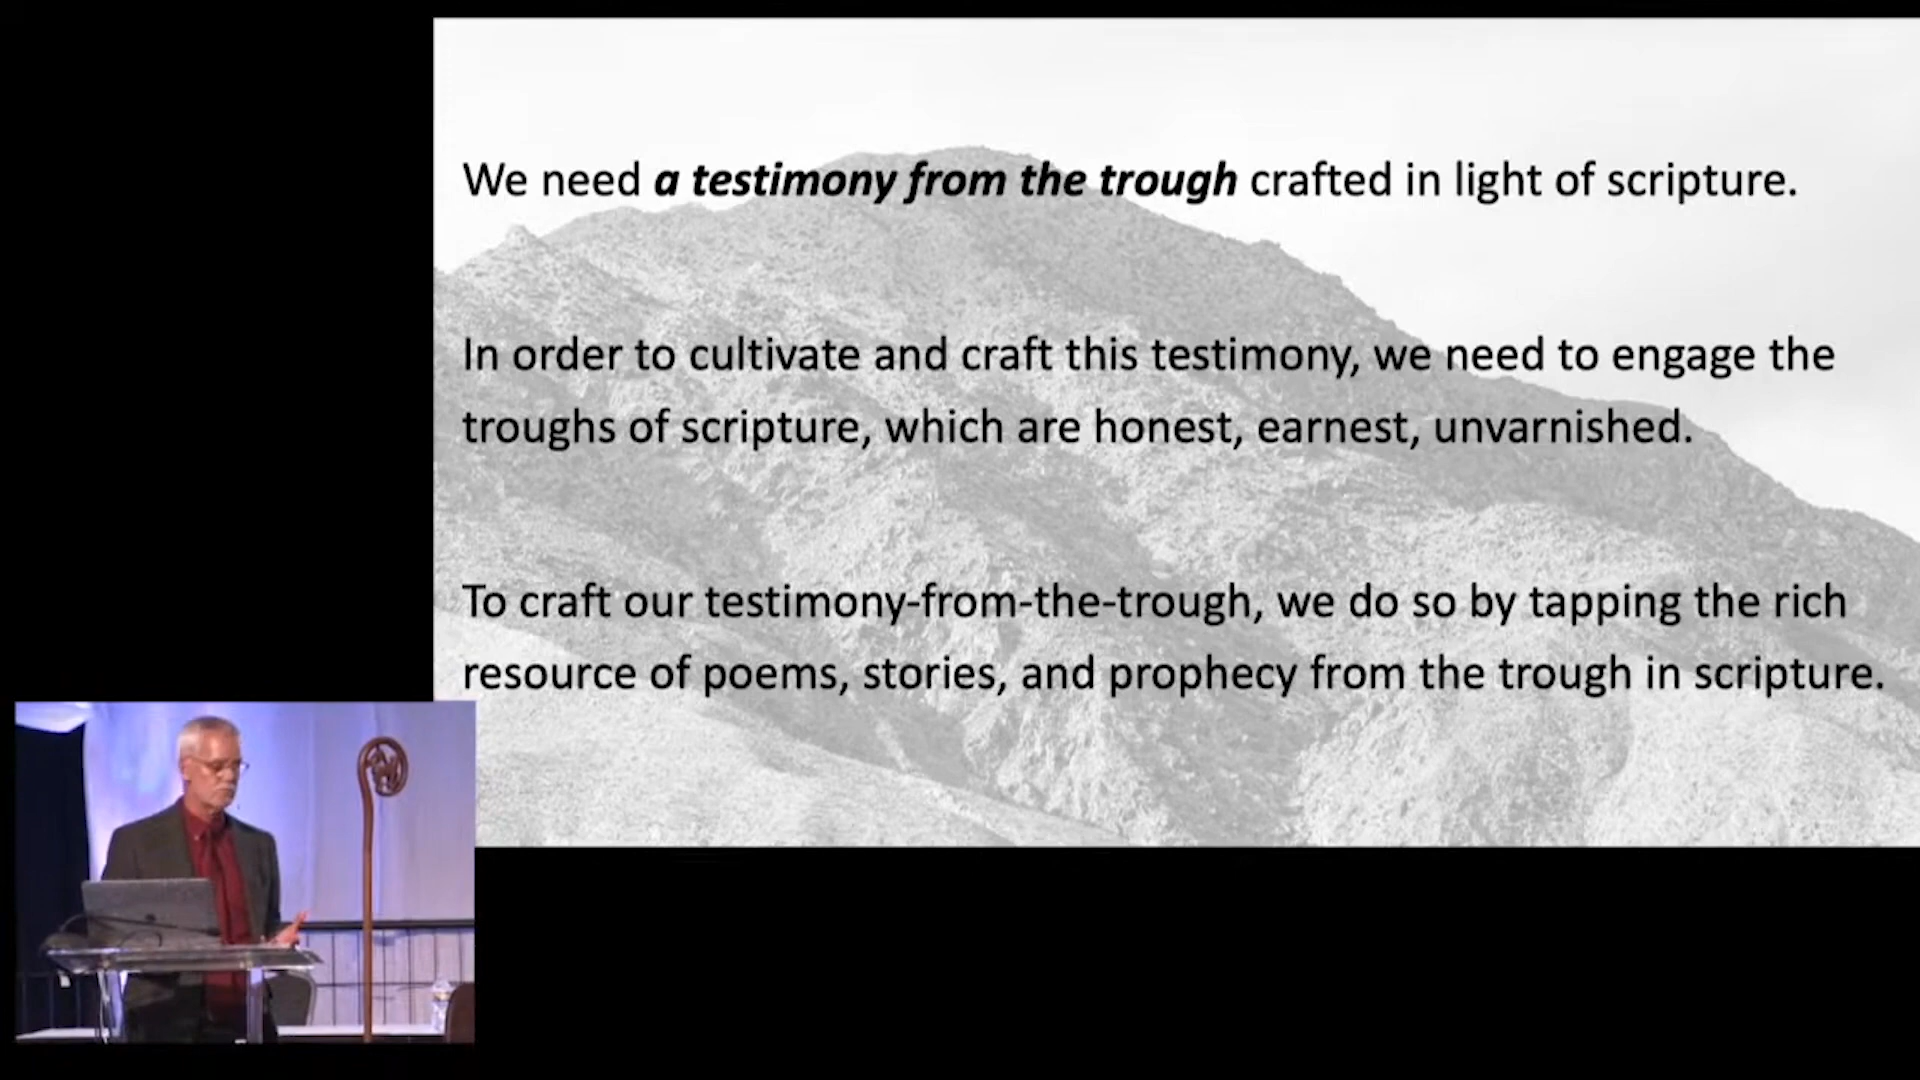 We need a testimony from the trough crafted in light of scripture.
In order to cultivate and craft this testimony, we need to engage the
troughs of scripture, which are honest, earnest, unvarnished.
To craft our testimony-from-the-trough, we do so by tapping the rich
resource of poems, stories, and prophecy from the trough in scripture.